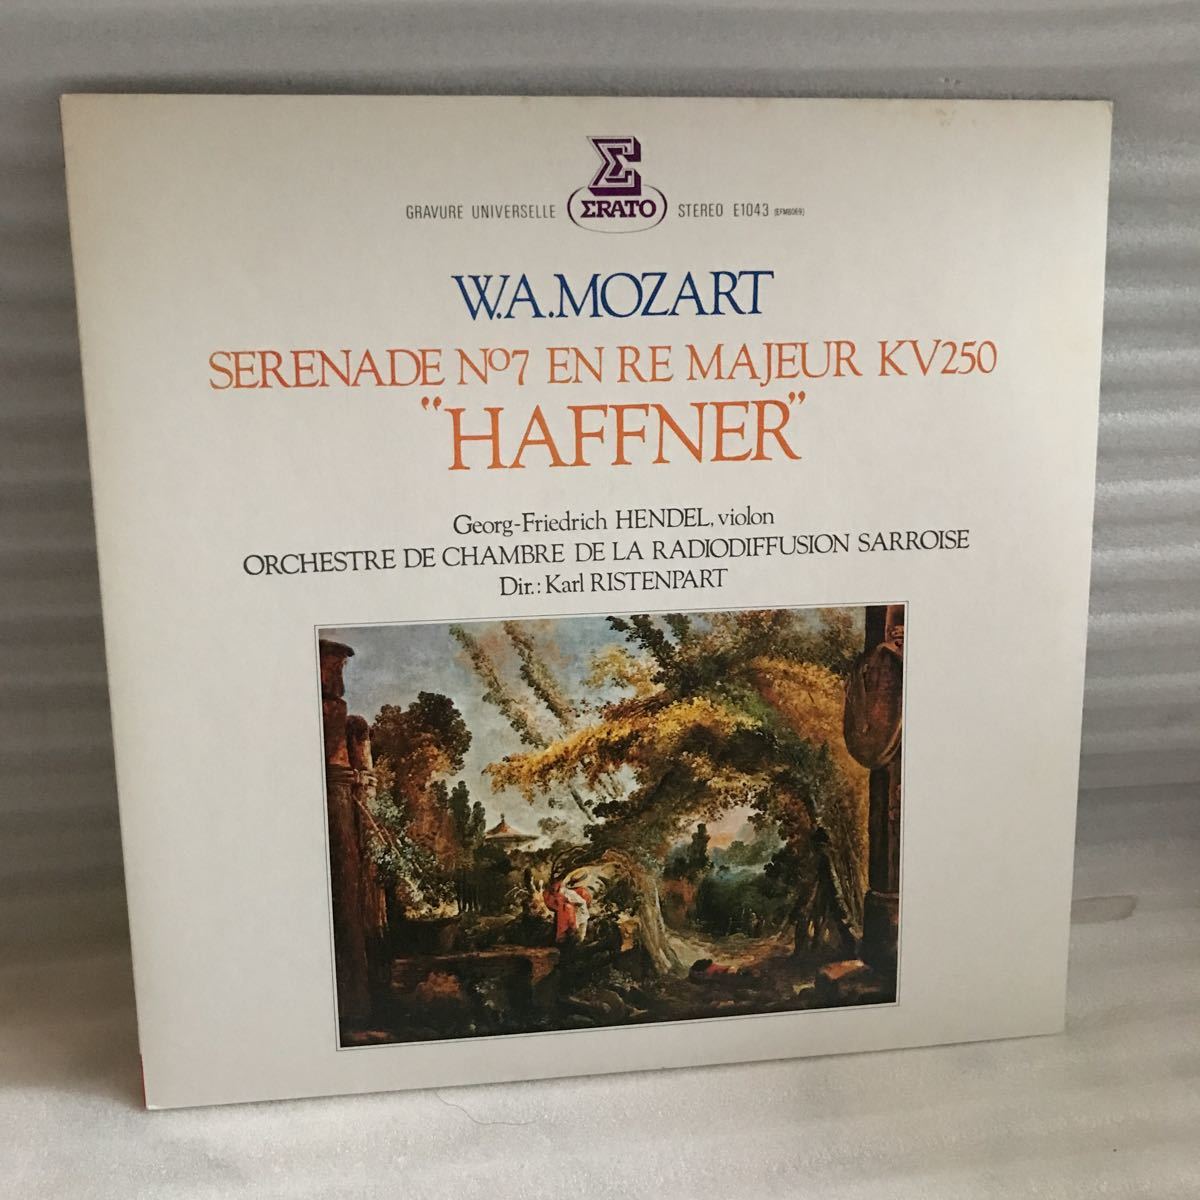 GRAVURE UNIVERSELLE ΣRATO STEREO E1043 (EFM8069)
W.A.MOZART
SERENADE Nº7 EN RE MAJEUR KV250
"HAFFNER"
Georg-Friedrich HENDEL, violon
ORCHESTRE DE CHAMBRE DE LA RADIODIFFUSION SARROISE
Dir.: Karl RISTENPART